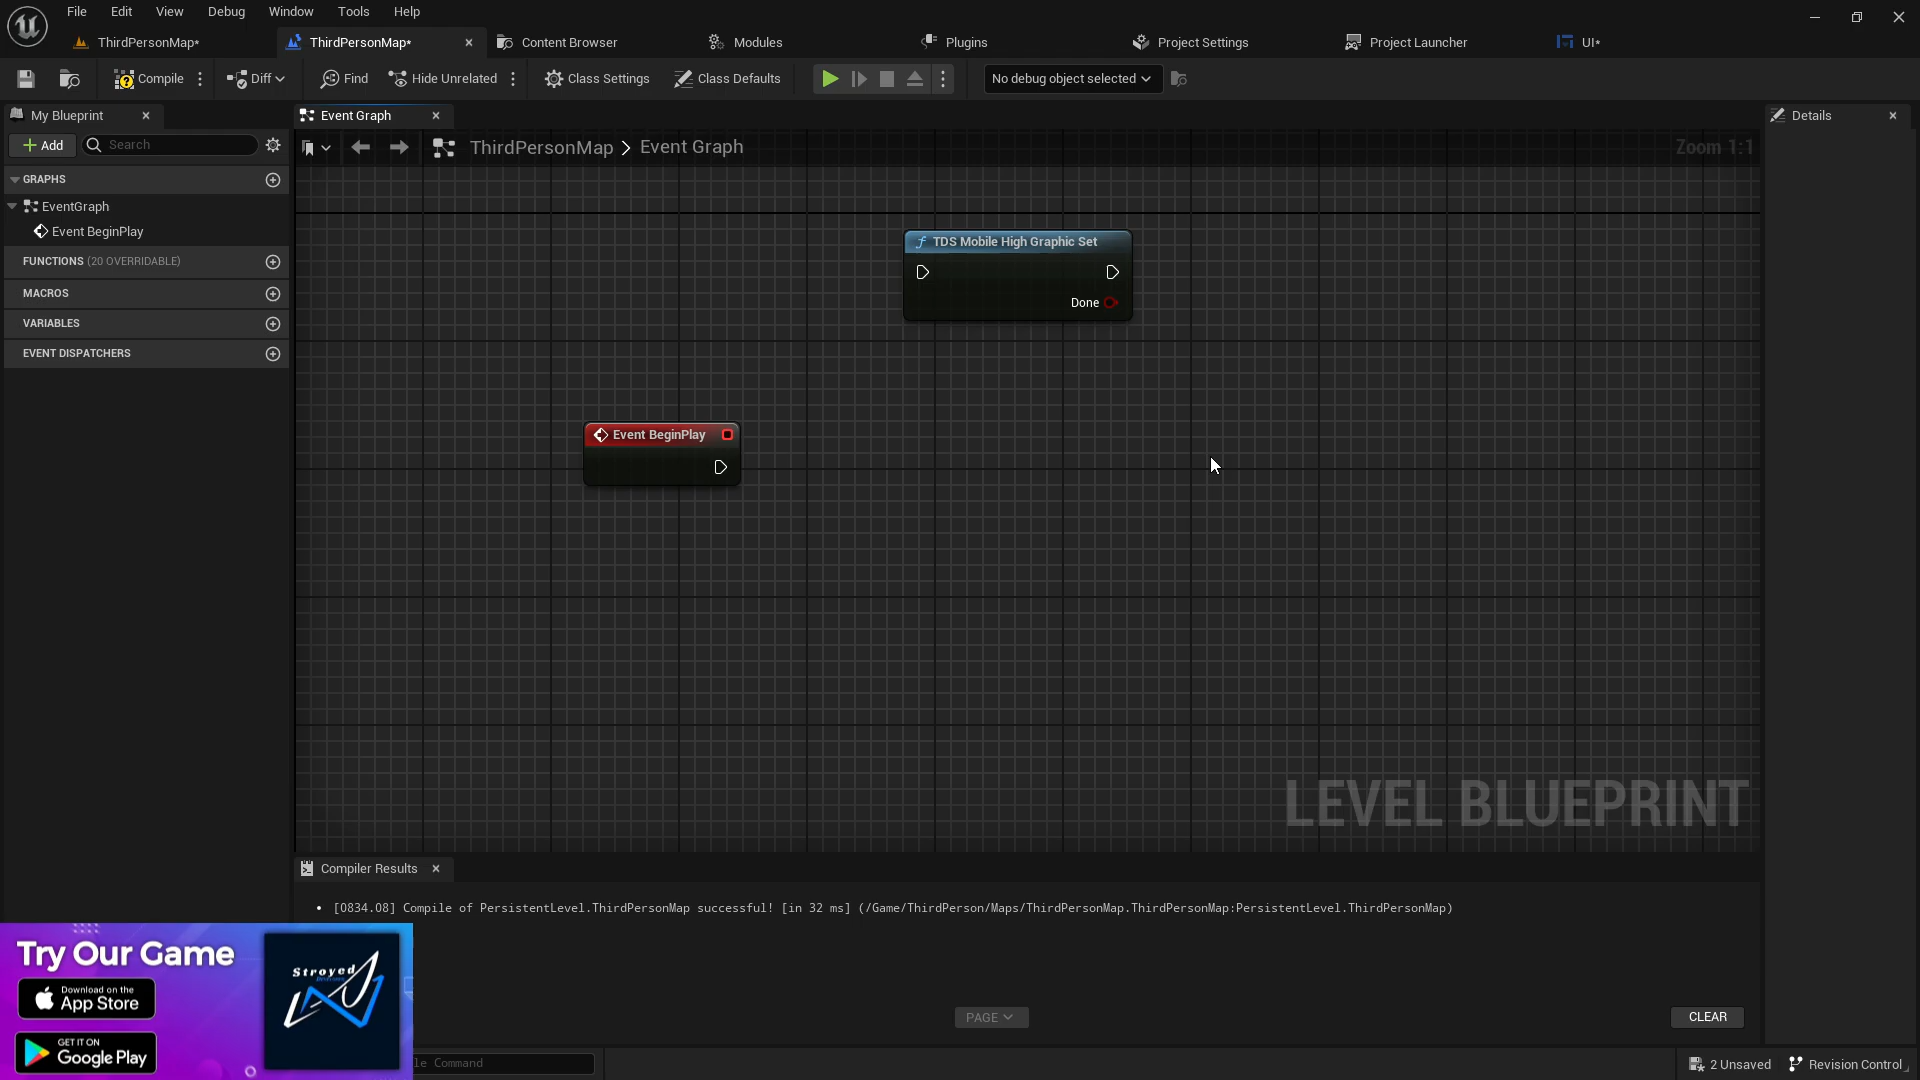 File Edit View Debug Window Tools Help
ThirdPersonMap* ThirdPersonMap* Content Browser Modules Plugins Project Settings Project Launcher UI*
Compile Diff Find Hide Unrelated Class Settings Class Defaults No debug object selected
My Blueprint Event Graph Details
Add Search ThirdPersonMap > Event Graph Zoom 1:1
GRAPHS
EventGraph
Event BeginPlay
FUNCTIONS (20 OVERRIDABLE)
MACROS
VARIABLES
EVENT DISPATCHERS
f TDS Mobile High Graphic Set
Done
Event BeginPlay
LEVEL BLUEPRINT
Compiler Results
• [0834.08] Compile of PersistentLevel.ThirdPersonMap successful! [in 32 ms] (/Game/ThirdPerson/Maps/ThirdPersonMap.ThirdPersonMap:PersistentLevel.ThirdPersonMap)
Try Our Game
Stroyed
Download on the
App Store
GET IT ON
Google Play
PAGE CLEAR
le Command 2 Unsaved Revision Control